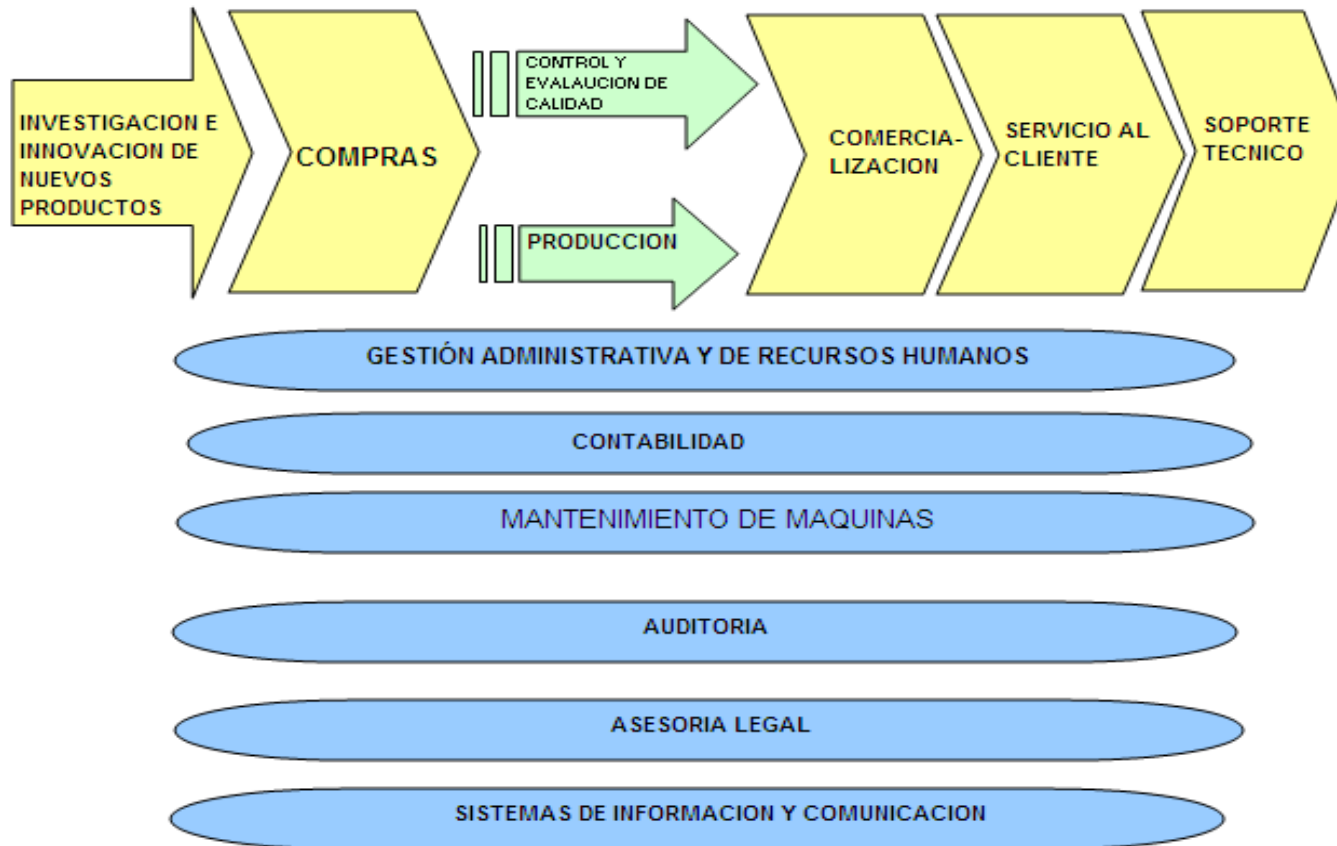 INVESTIGACION E
INNOVACION DE
NUEVOS
PRODUCTOS
COMPRAS
CONTROL Y
EVALAUCION DE
CALIDAD
PRODUCCION
COMERCIA-
LIZACION
SERVICIO AL
CLIENTE
SOPORTE
TECNICO
GESTIÓN ADMINISTRATIVA Y DE RECURSOS HUMANOS
CONTABILIDAD
MANTENIMIENTO DE MAQUINAS
AUDITORIA
ASESORIA LEGAL
SISTEMAS DE INFORMACION Y COMUNICACION